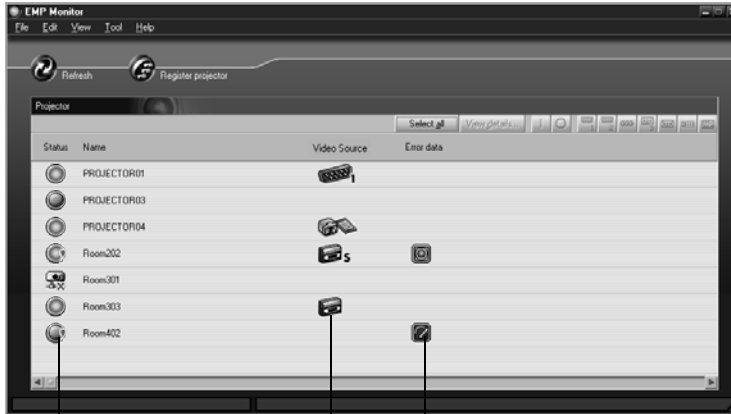 EMP Monitor
File Edit View Tool Help
Refresh Register projector
Projector
Select all View details...
Status Name Video Source Error data
PROJECTOR01 1
PROJECTOR03
PROJECTOR04
Room202 S
Room301
Room303
Room402